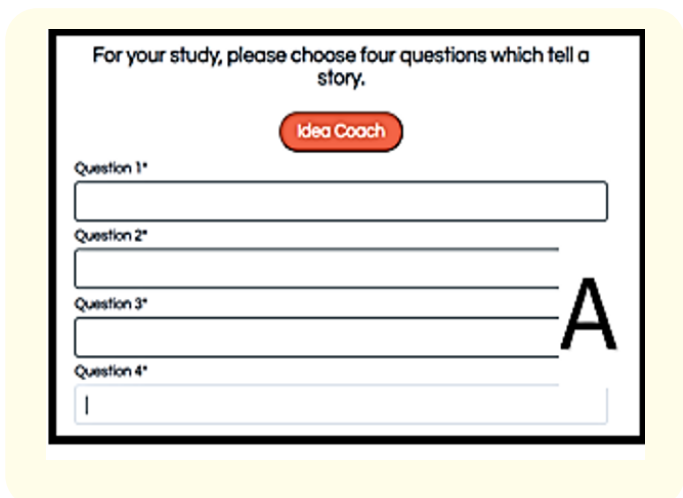 For your study, please choose four questions which tell a
story.
Idea Coach
Question 1*
Question 2*
Question 3*
A
Question 4*